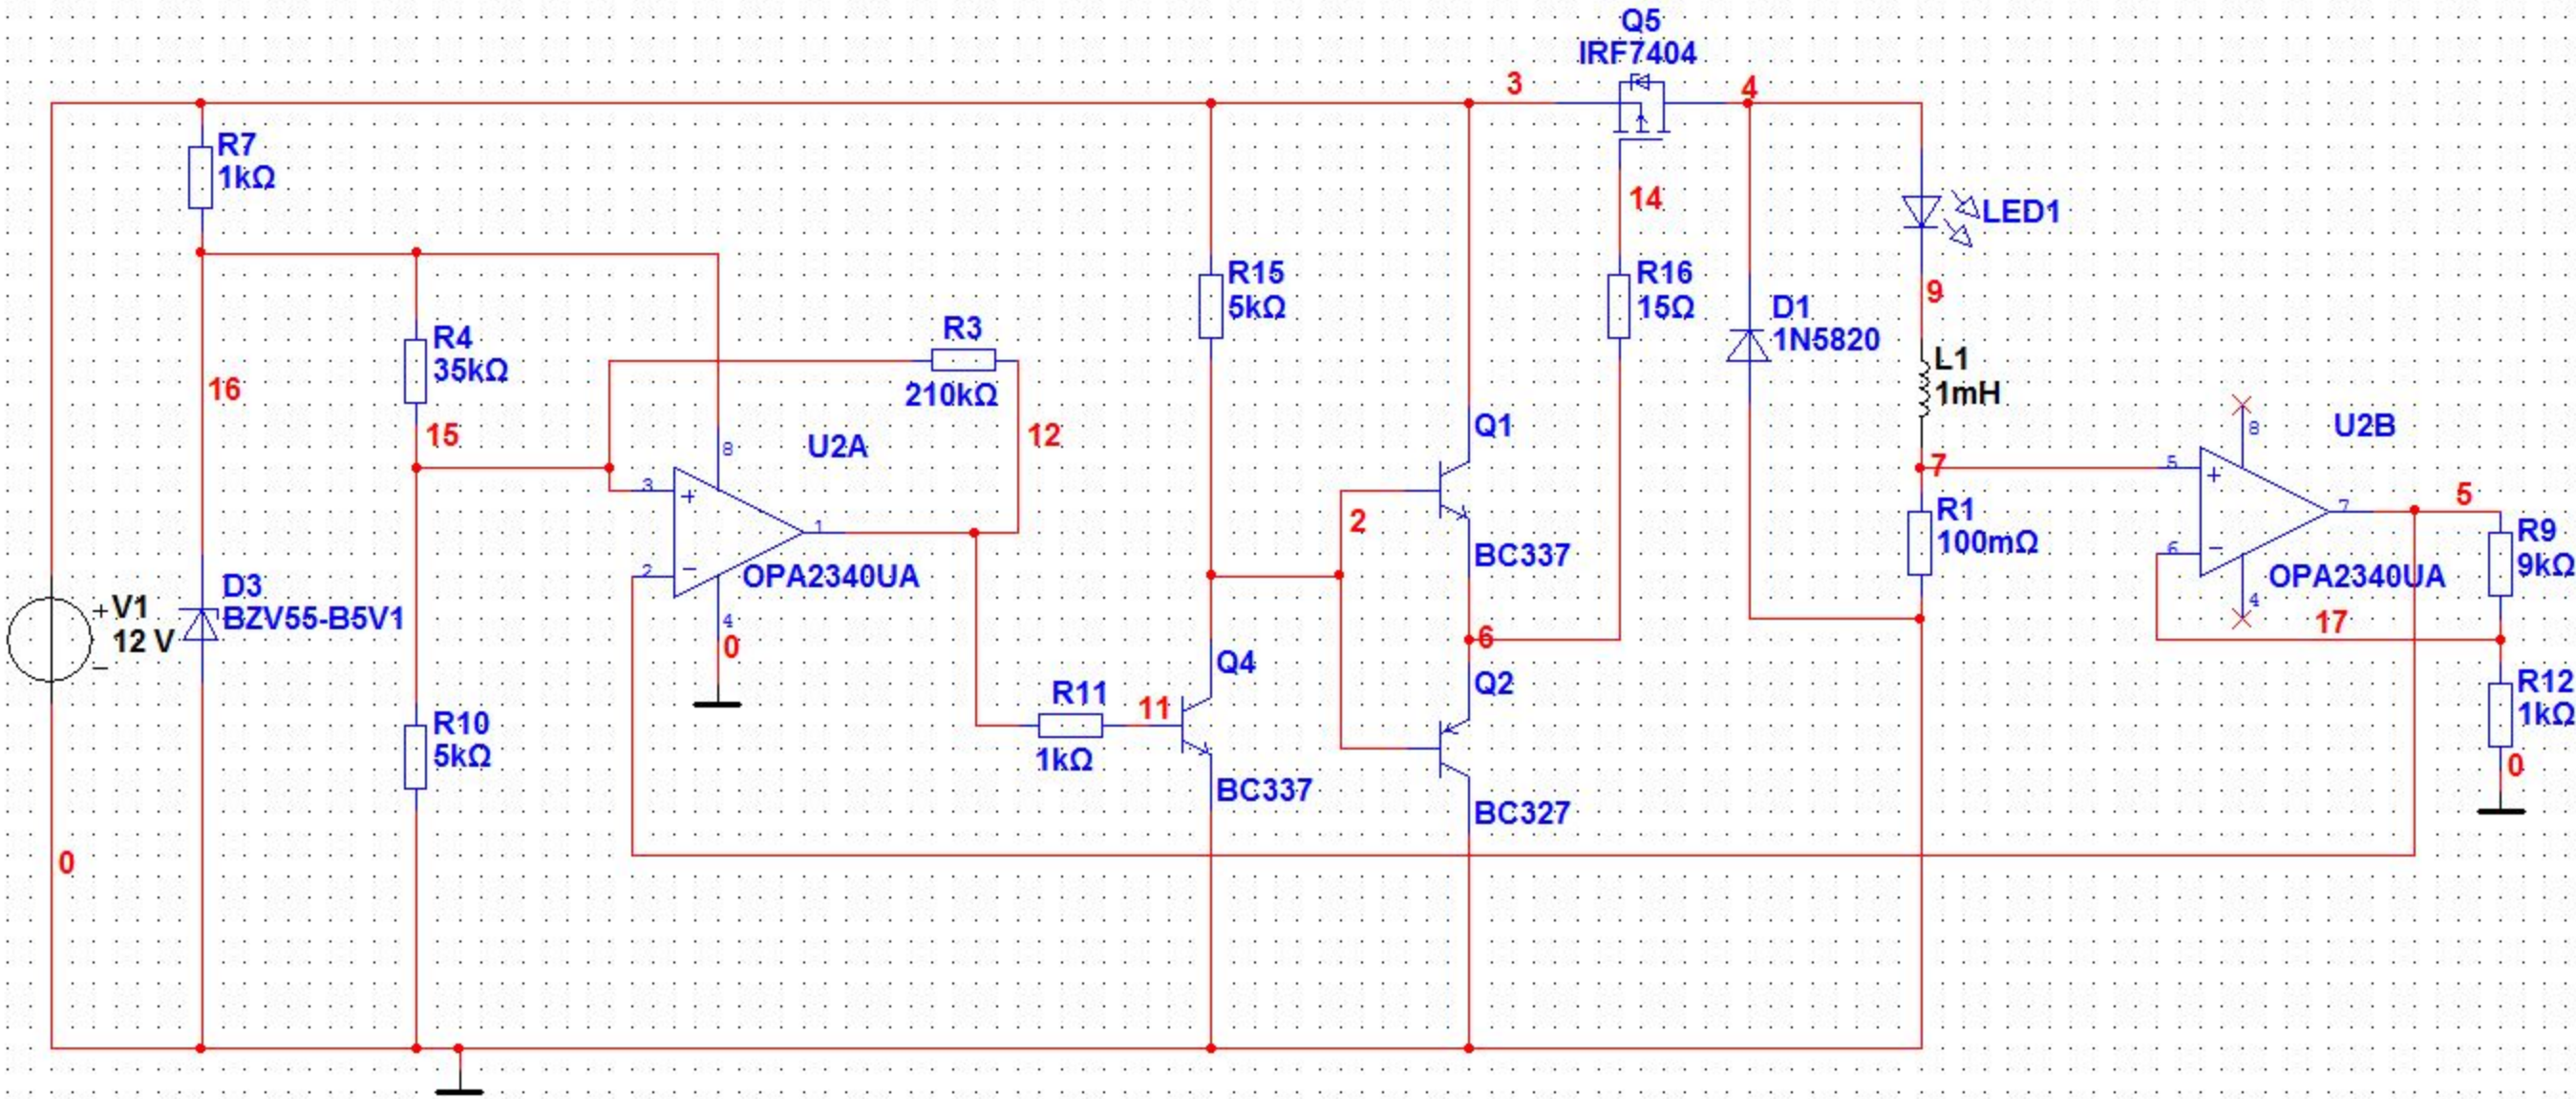 Q5
IRF7404
3
4
R7
1kΩ
14
LED1
R15
5kΩ
R16
15Ω
9
D1
1N5820
R4
35kΩ
R3
210kΩ
16
L1
1mH
15
12
U2A
8
Q1
U2B
8
3
+
7
5
+
5
1
7
2
R1
100mΩ
R9
9kΩ
BC337
6
−
2
−
OPA2340UA
OPA2340UA
D3
BZV55-B5V1
+
V1
12 V
−
4
0
4
17
6
Q4
Q2
R11
11
1kΩ
R10
5kΩ
R12
1kΩ
0
BC337
BC327
0